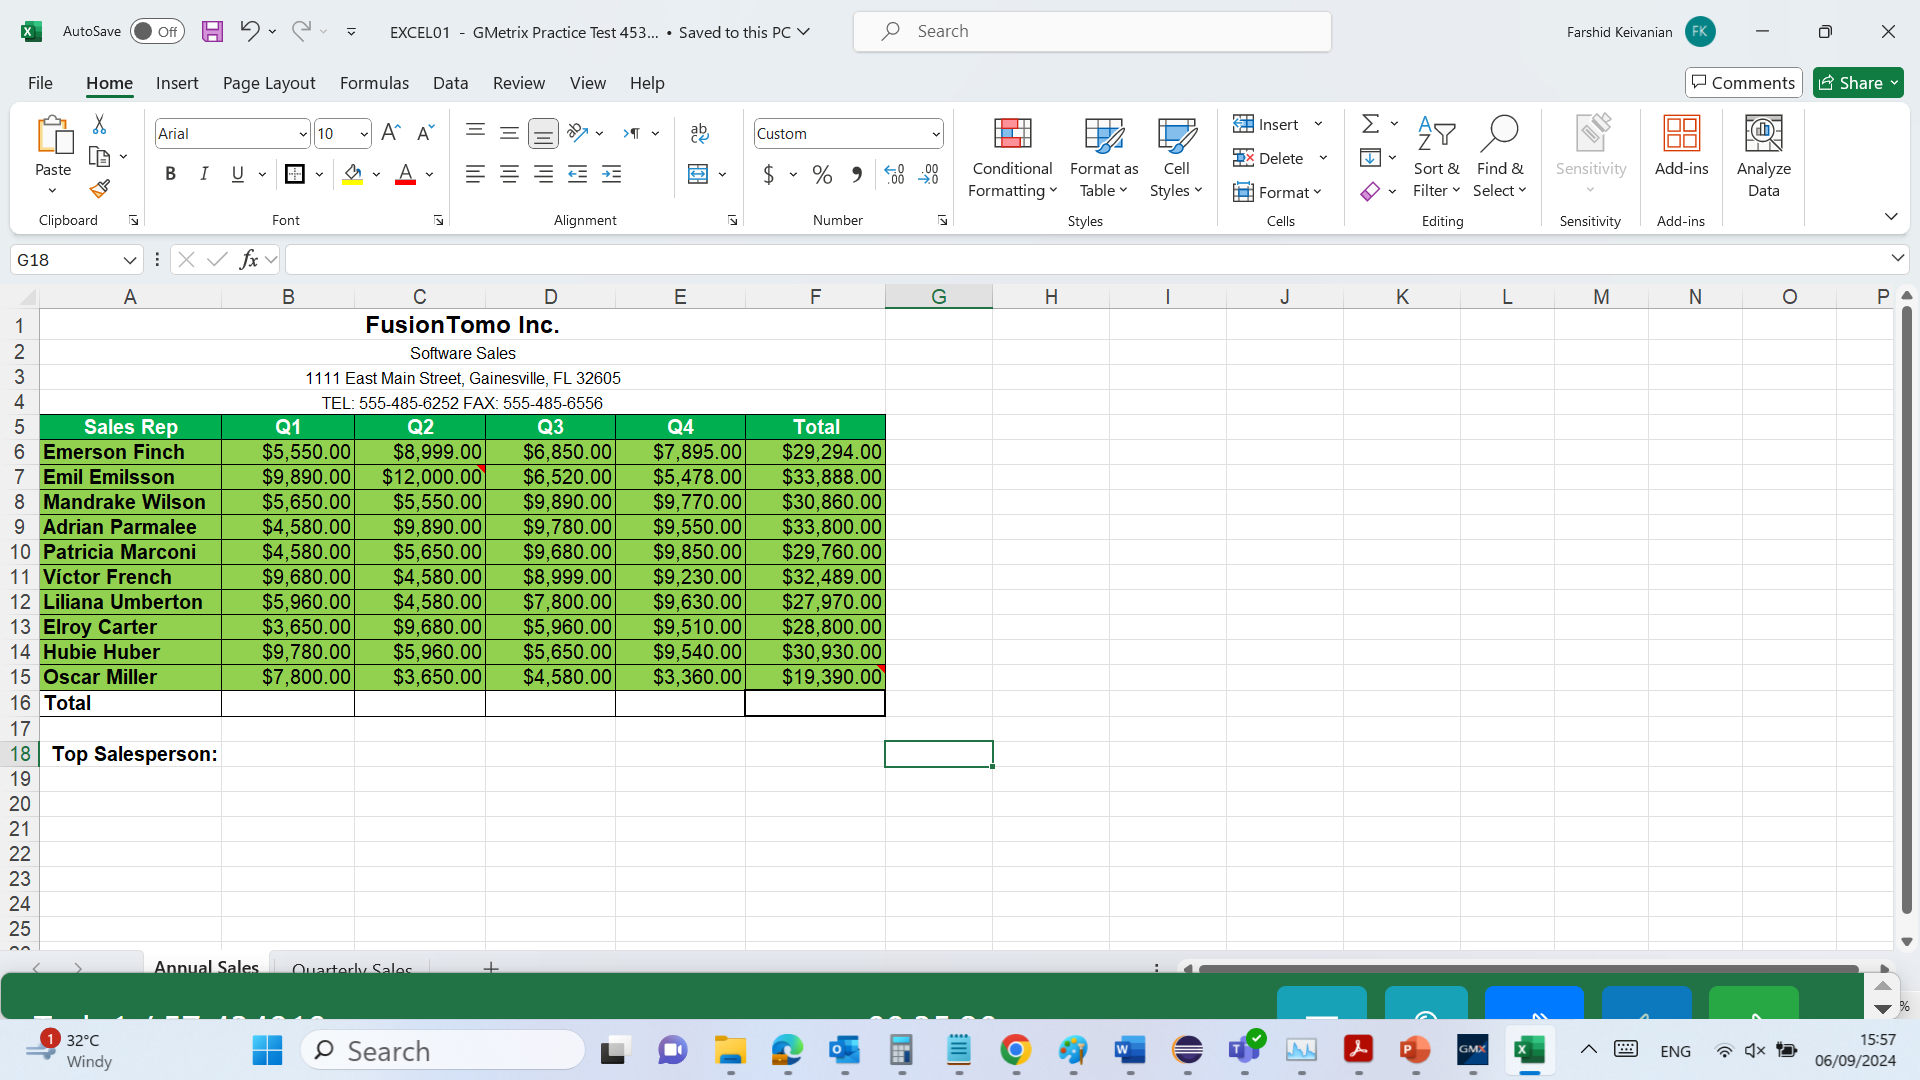 AutoSave Off EXCEL01 - GMetrix Practice Test 453... • Saved to this PC Search Farshid Keivanian FK
File Home Insert Page Layout Formulas Data Review View Help Comments Share
Paste Arial 10 Custom Conditional Formatting Format as Table Cell Styles Insert Delete Format Sort & Filter Find & Select Sensitivity Add-ins Analyze Data
Clipboard Font Alignment Number Styles Cells Editing Sensitivity Add-ins
G18 fx
A B C D E F G H I J K L M N O P
1 FusionTomo Inc.
2 Software Sales
3 1111 East Main Street, Gainesville, FL 32605
4 TEL: 555-485-6252 FAX: 555-485-6556
5 Sales Rep Q1 Q2 Q3 Q4 Total
6 Emerson Finch $5,550.00 $8,999.00 $6,850.00 $7,895.00 $29,294.00
7 Emil Emilsson $9,890.00 $12,000.00 $6,520.00 $5,478.00 $33,888.00
8 Mandrake Wilson $5,650.00 $5,550.00 $9,890.00 $9,770.00 $30,860.00
9 Adrian Parmalee $4,580.00 $9,890.00 $9,780.00 $9,550.00 $33,800.00
10 Patricia Marconi $4,580.00 $5,650.00 $9,680.00 $9,850.00 $29,760.00
11 Víctor French $9,680.00 $4,580.00 $8,999.00 $9,230.00 $32,489.00
12 Liliana Umberton $5,960.00 $4,580.00 $7,800.00 $9,630.00 $27,970.00
13 Elroy Carter $3,650.00 $9,680.00 $5,960.00 $9,510.00 $28,800.00
14 Hubie Huber $9,780.00 $5,960.00 $5,650.00 $9,540.00 $30,930.00
15 Oscar Miller $7,800.00 $3,650.00 $4,580.00 $3,360.00 $19,390.00
16 Total
17
18 Top Salesperson:
19
20
21
22
23
24
25
Annual Sales Quarterly Sales
1 32°C Search ENG 15:57
Windy GMX 06/09/2024